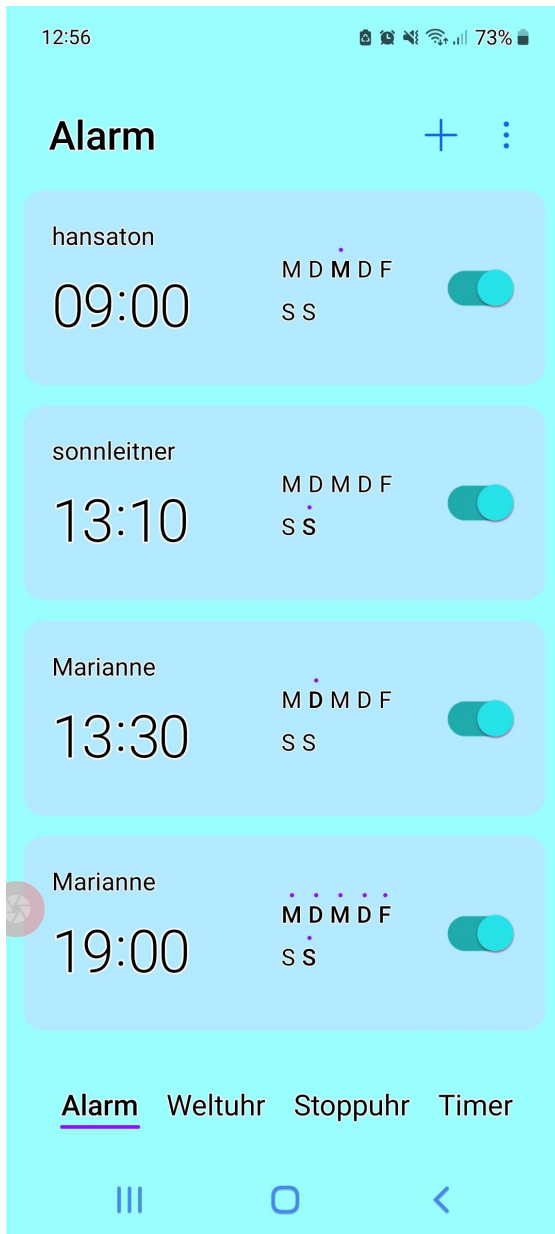 12:56 73%
Alarm
hansaton
09:00
M D M D F
S S
sonnleitner
13:10
M D M D F
S S
Marianne
13:30
M D M D F
S S
Marianne
19:00
M D M D F
S S
Alarm Weltuhr Stoppuhr Timer